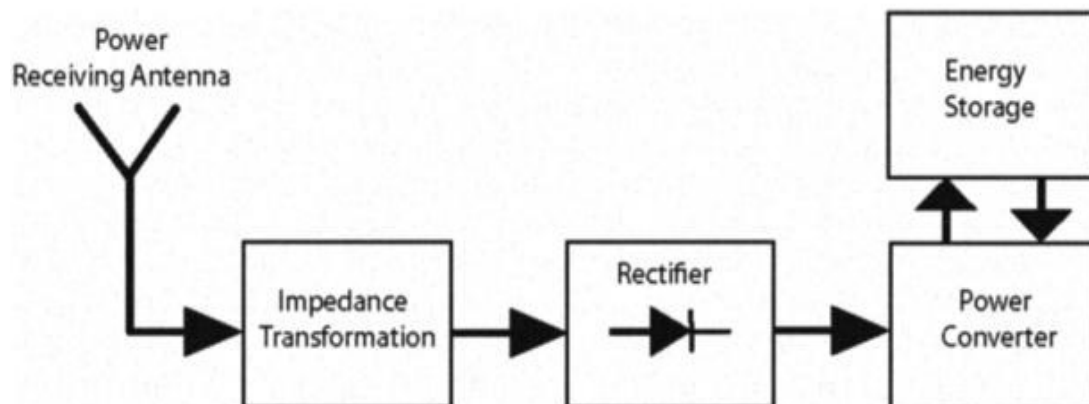 Power
Receiving Antenna
Impedance
Transformation
Rectifier
Energy
Storage
Power
Converter